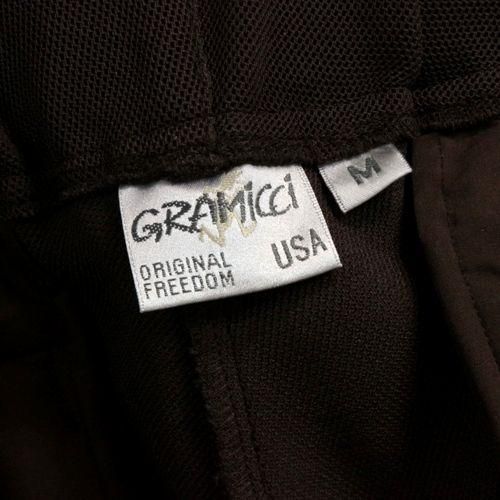 GRAMiCCi
ORIGINAL
FREEDOM
USA
M